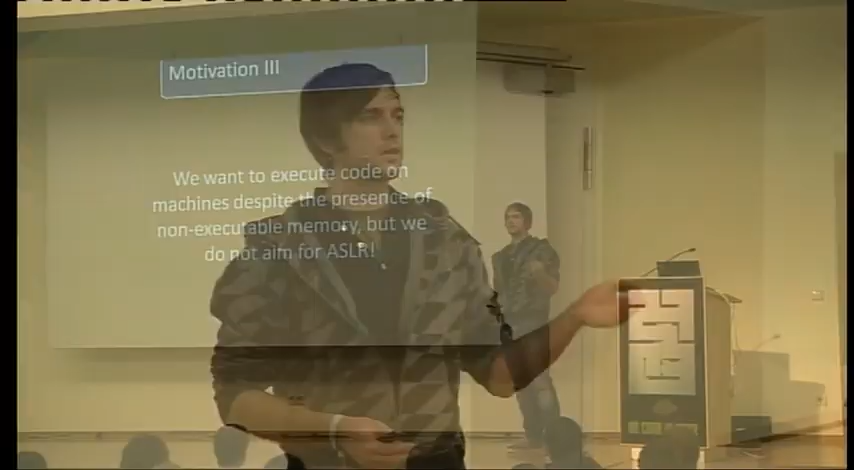 Motivation III
We want to execute code on
machines despite the presence of
non-executable memory, but we
do not aim for ASLR!